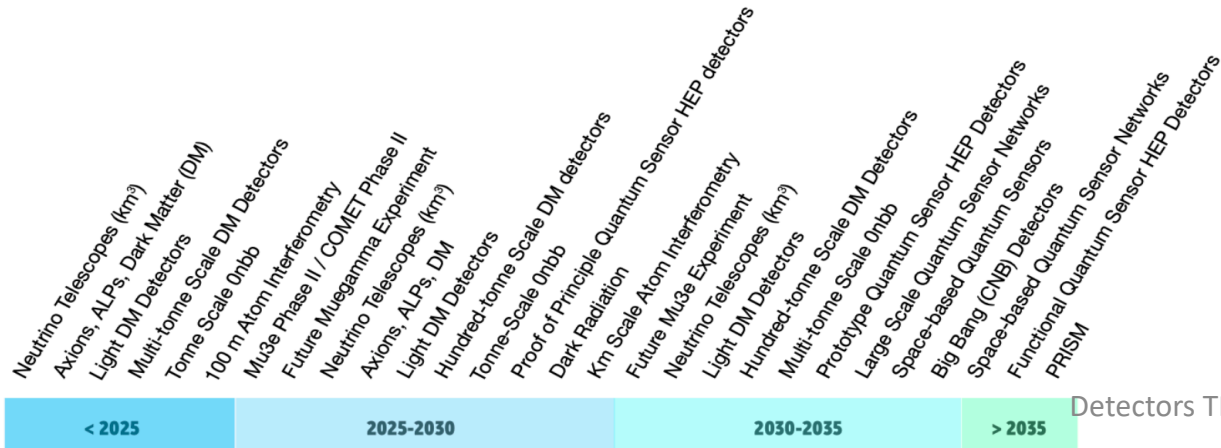 Neutrino Telescopes (km³)
Axions, ALPs, Dark Matter (DM)
Light DM Detectors
Multi-tonne Scale DM Detectors
Tonne Scale 0nbb
100 m Atom Interferometry
Mu3e Phase II / COMET Phase II
Future Muegamma Experiment
Neutrino Telescopes (km³)
Axions, ALPs, DM
Light DM Detectors
Hundred-tonne Scale DM detectors
Tonne-Scale 0nbb
Proof of Principle Quantum Sensor HEP detectors
Dark Radiation
Km Scale Atom Interferometry
Future Mu3e Experiment
Neutrino Telescopes (km³)
Light DM Detectors
Hundred-tonne Scale DM Detectors
Multi-tonne Scale 0nbb
Prototype Quantum Sensor HEP Detectors
Large Scale Quantum Sensor Networks
Space-based Quantum Sensors
Big Bang (CNB) Detectors
Space-based Quantum Sensor Networks
Functional Quantum Sensor HEP Detectors
PRISM
< 2025
2025-2030
2030-2035
> 2035
Detectors